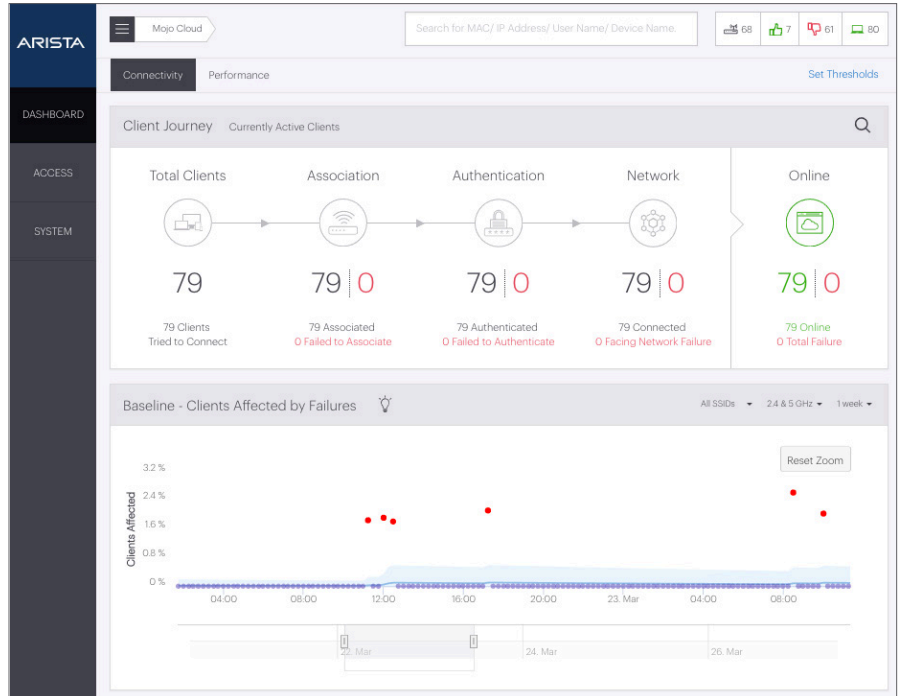 ARISTA
Mojo Cloud
Search for MAC/ IP Address/ User Name/ Device Name.
68 7 61 80
Connectivity Performance Set Thresholds
DASHBOARD
ACCESS
SYSTEM
Client Journey Currently Active Clients
Total Clients Association Authentication Network Online
79 79 0 79 0 79 0 79 0
79 Clients 79 Associated 79 Authenticated 79 Connected 79 Online
Tried to Connect 0 Failed to Associate 0 Failed to Authenticate 0 Facing Network Failure 0 Total Failure
Baseline - Clients Affected by Failures All SSIDs 2.4 & 5 GHz 1 week
Reset Zoom
Clients Affected
3.2 %
2.4 %
1.6 %
0.8 %
0 %
04:00 08:00 12:00 16:00 20:00 23. Mar 04:00 08:00
22. Mar 24. Mar 26. Mar